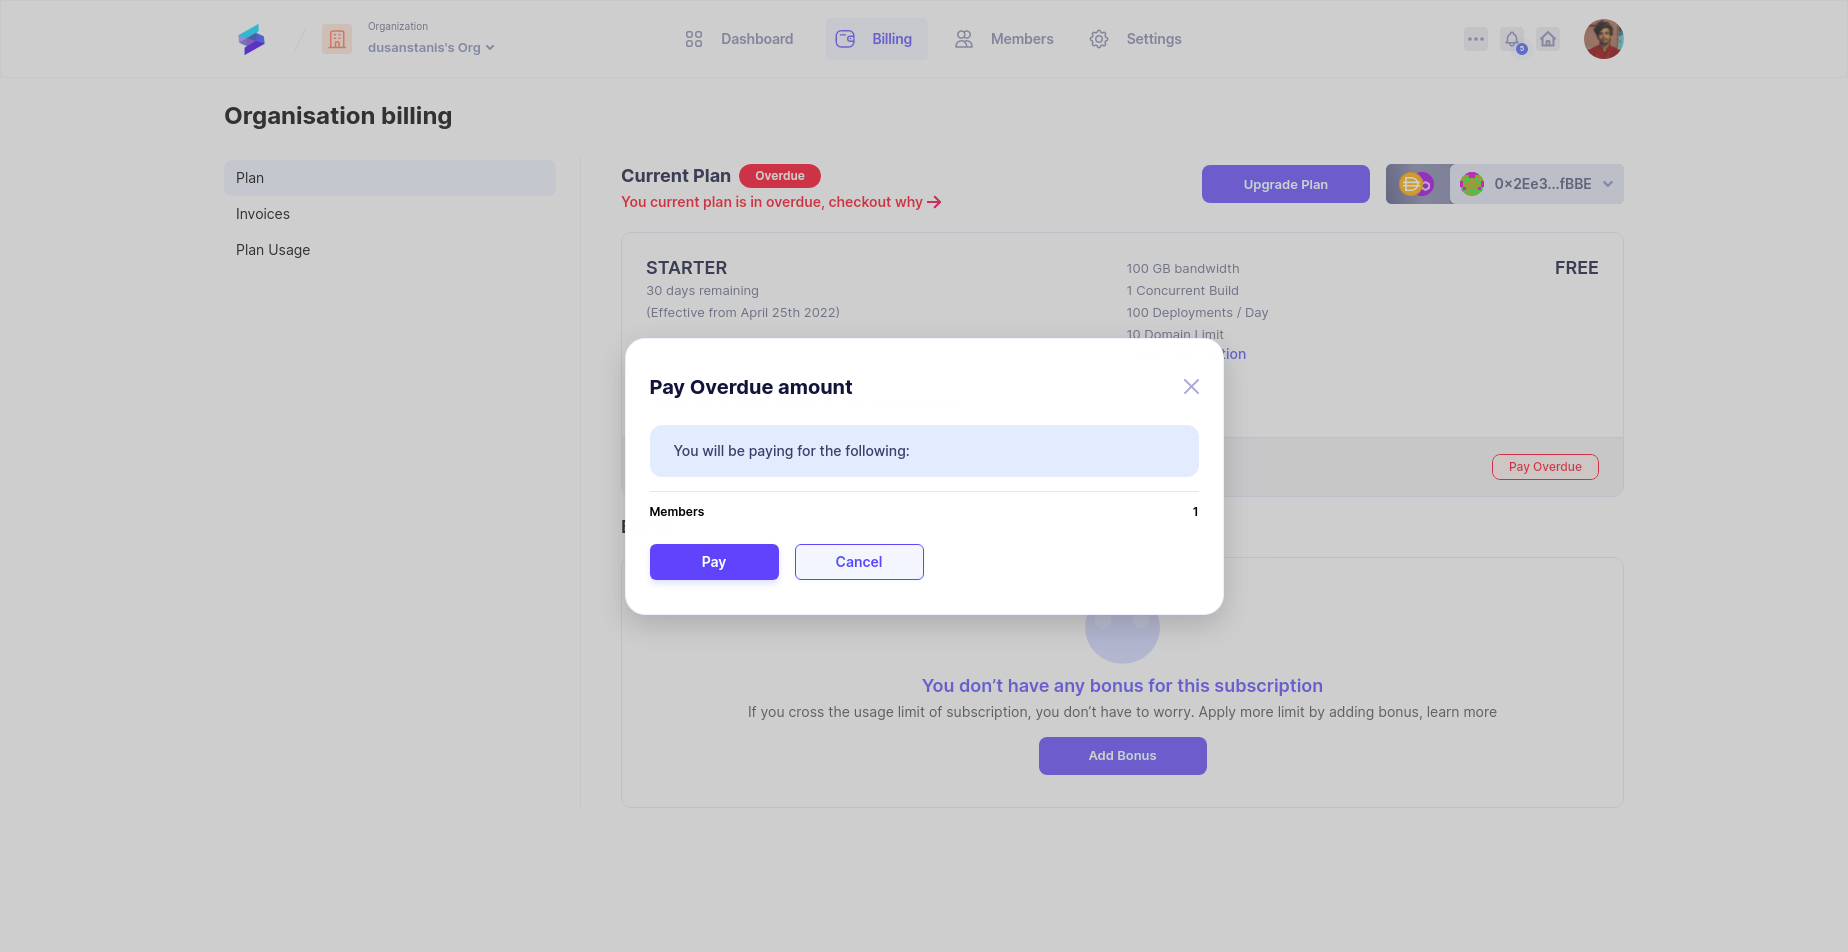 Organization
dusanstanis's Org
Dashboard
Billing
Members
Settings
5
Organisation billing
Plan
Invoices
Plan Usage
Current Plan
Overdue
You current plan is in overdue, checkout why
Upgrade Plan
0x2Ee3...fBBE
STARTER
30 days remaining
(Effective from April 25th 2022)
100 GB bandwidth
1 Concurrent Build
100 Deployments / Day
10 Domain Limit
FREE
Pay Overdue amount
You will be paying for the following:
Members
1
Pay
Cancel
Pay Overdue
You don't have any bonus for this subscription
If you cross the usage limit of subscription, you don't have to worry. Apply more limit by adding bonus, learn more
Add Bonus